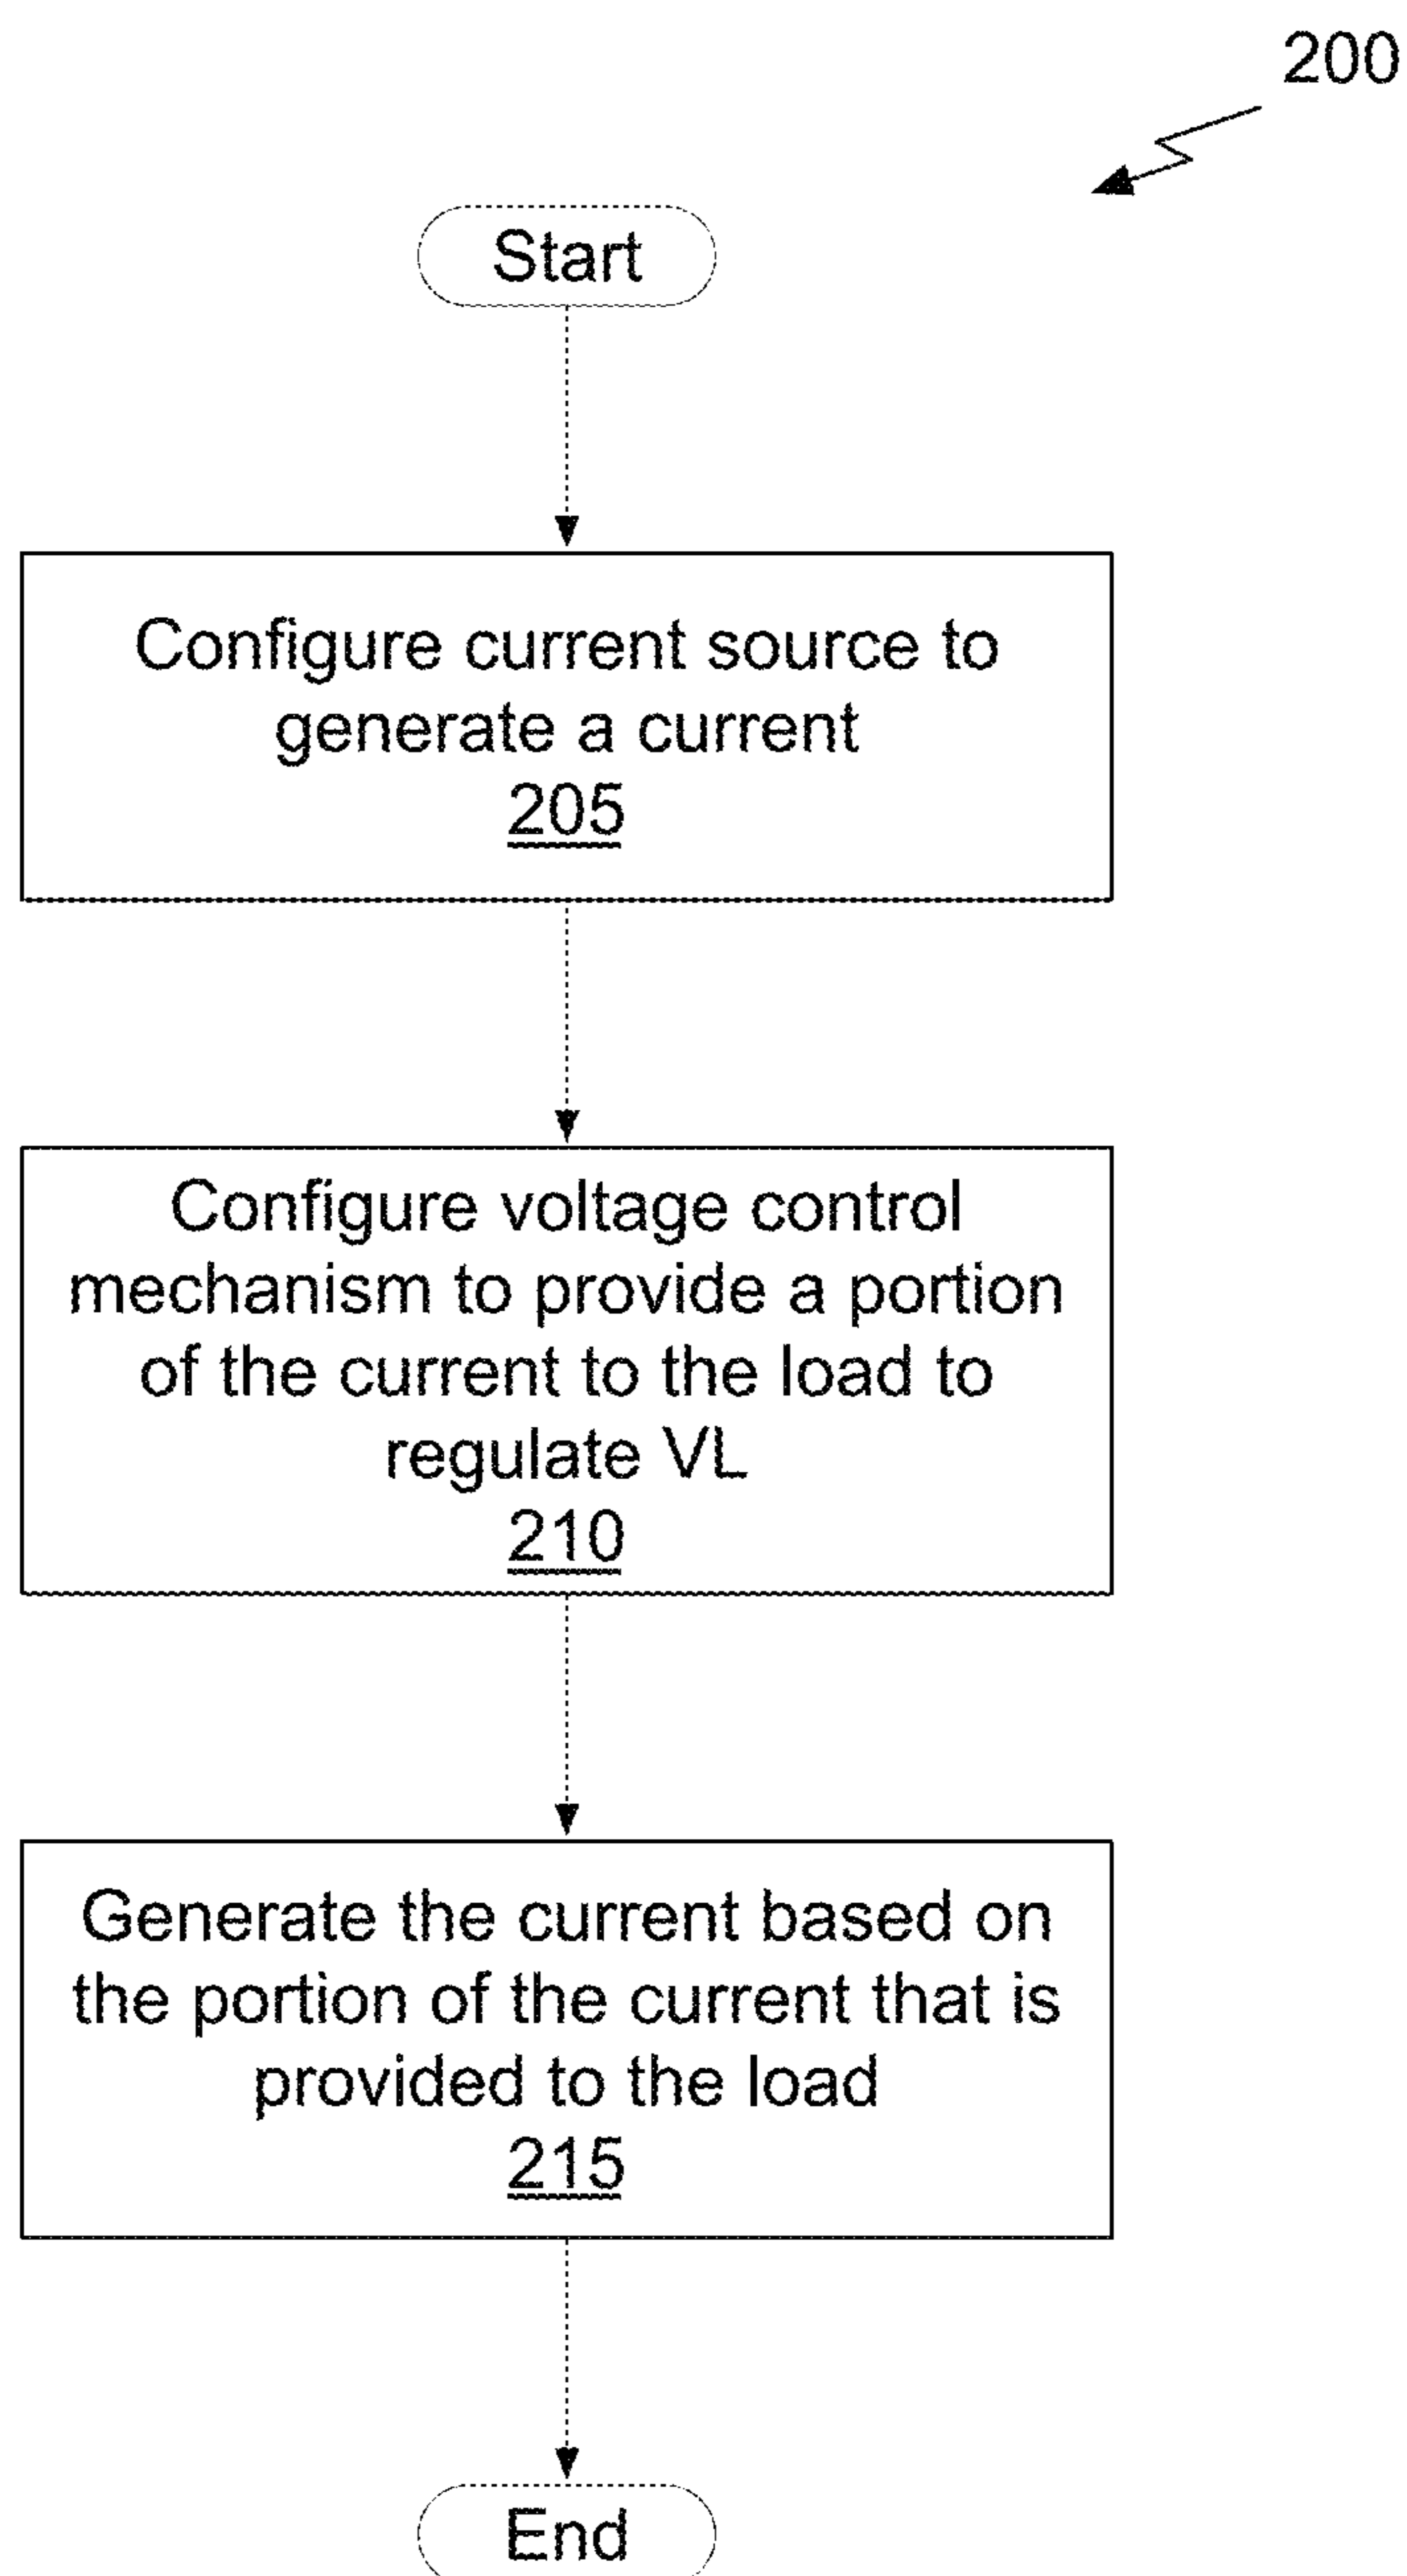 200
Start
Configure current source to
generate a current
205
Configure voltage control
mechanism to provide a portion
of the current to the load to
regulate VL
210
Generate the current based on
the portion of the current that is
provided to the load
215
End